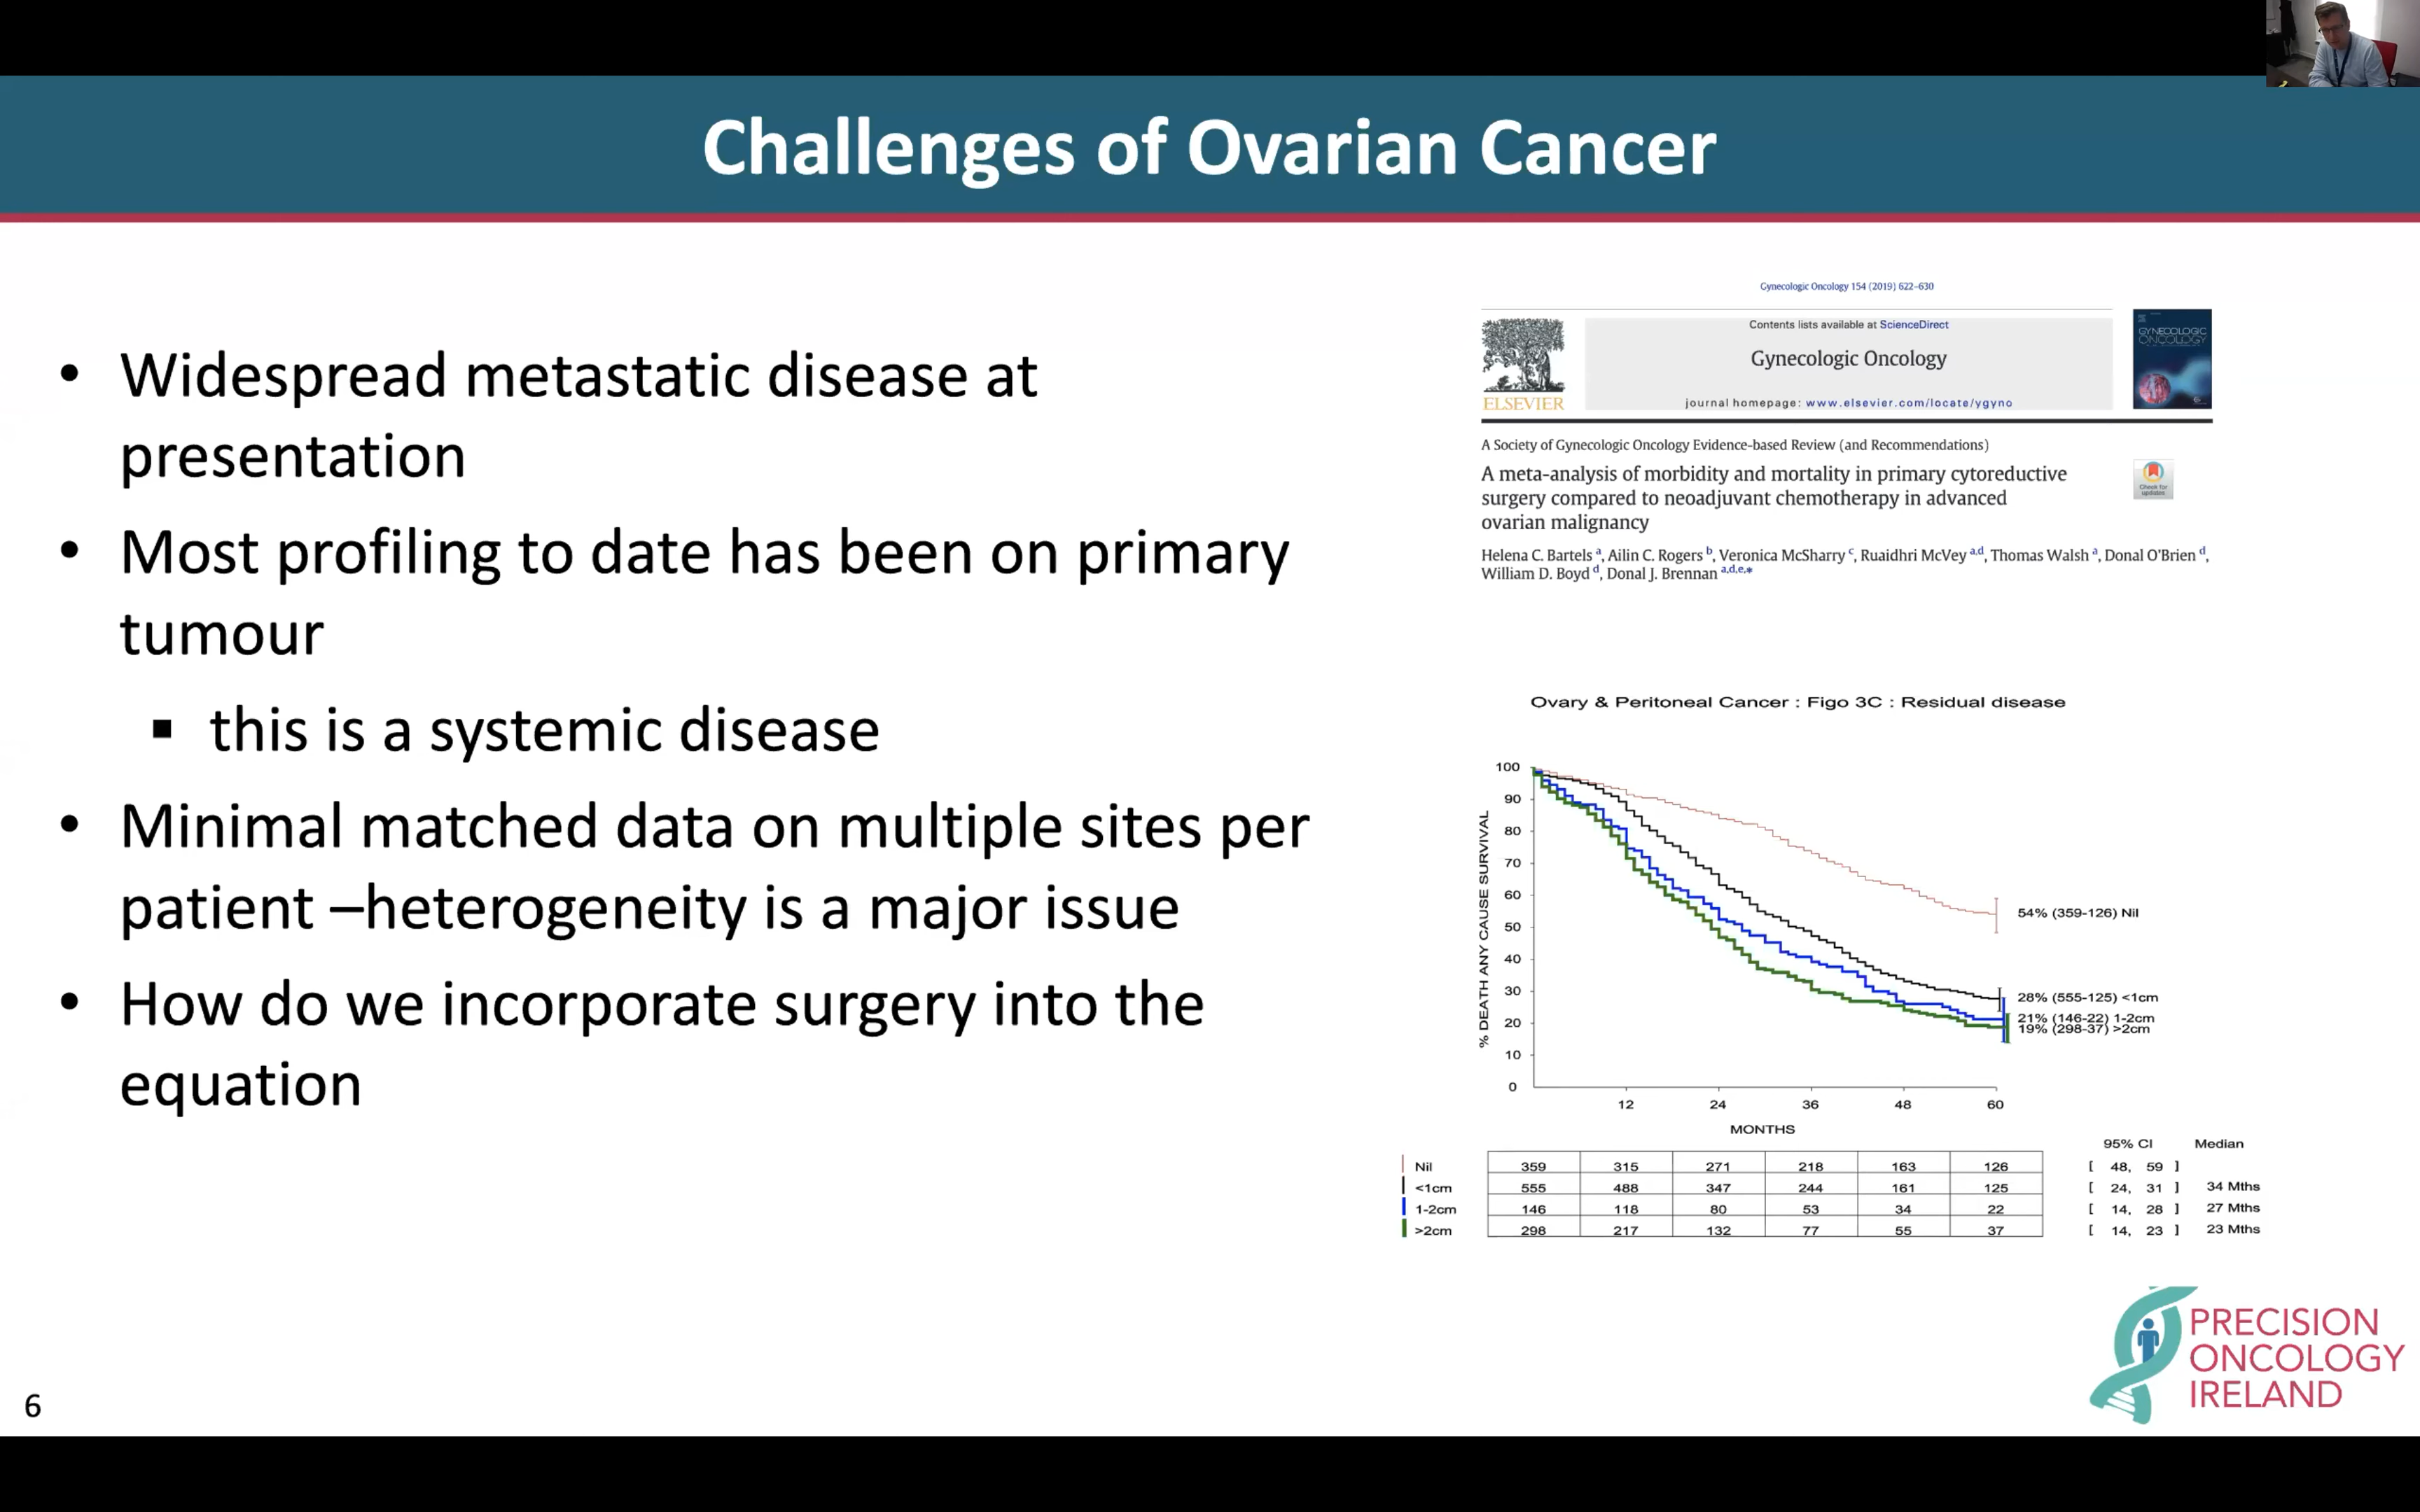 Challenges of Ovarian Cancer
• Widespread metastatic disease at
presentation
• Most profiling to date has been on primary
tumour
▪ this is a systemic disease
• Minimal matched data on multiple sites per
patient –heterogeneity is a major issue
• How do we incorporate surgery into the
equation
6
Gynecologic Oncology 154 (2019) 622–630
Contents lists available at ScienceDirect
Gynecologic Oncology
journal homepage: www.elsevier.com/locate/ygyno
ELSEVIER
GYNECOLOGIC
ONCOLOGY
A Society of Gynecologic Oncology Evidence-based Review (and Recommendations)
A meta-analysis of morbidity and mortality in primary cytoreductive
surgery compared to neoadjuvant chemotherapy in advanced
ovarian malignancy
Check for
updates
Helena C. Bartels a, Ailin C. Rogers b, Veronica McSharry c, Ruaidhri McVey a,d, Thomas Walsh a, Donal O'Brien d,
William D. Boyd d, Donal J. Brennan a,d,e,*
Ovary & Peritoneal Cancer : Figo 3C : Residual disease
% DEATH ANY CAUSE SURVIVAL
100
90
80
70
60
50
40
30
20
10
0
12 24 36 48 60
MONTHS
54% (359-126) Nil
28% (555-125) <1cm
21% (146-22) 1-2cm
19% (298-37) >2cm
95% CI Median
Nil 359 315 271 218 163 126 [ 48, 59 ]
<1cm 555 488 347 244 161 125 [ 24, 31 ] 34 Mths
1-2cm 146 118 80 53 34 22 [ 14, 28 ] 27 Mths
>2cm 298 217 132 77 55 37 [ 14, 23 ] 23 Mths
PRECISION
ONCOLOGY
IRELAND